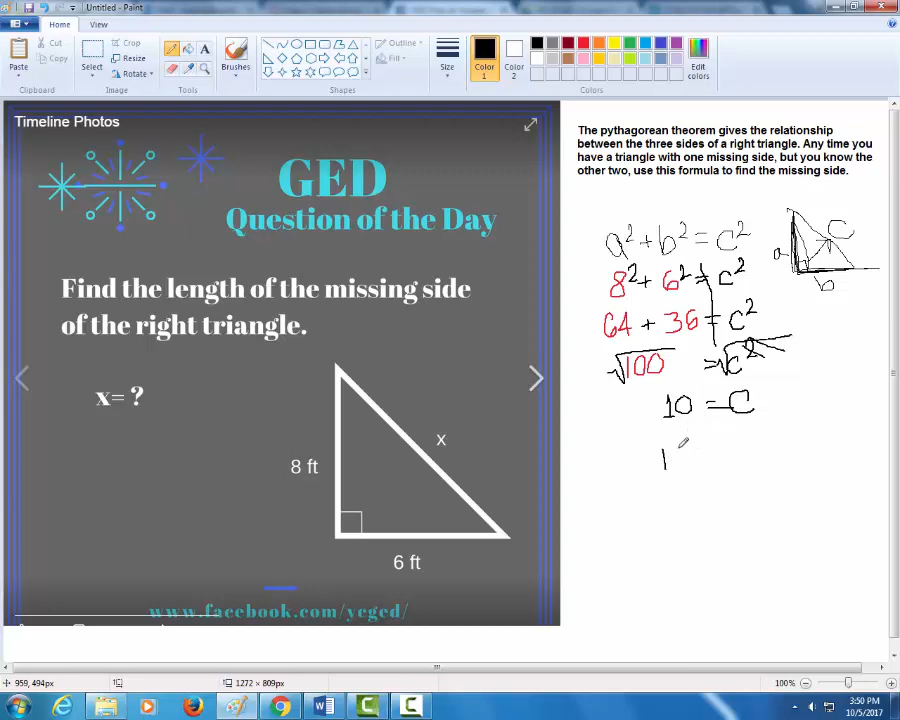 Untitled - Paint
Home View
Paste
Cut
Copy
Clipboard
Select
Crop
Resize
Rotate
Image
A
Tools
Brushes
Outline
Fill
Shapes
Size
Color 1
Color 2
Edit colors
Colors
Timeline Photos
GED
Question of the Day
Find the length of the missing side
of the right triangle.
x= ?
x
8 ft
6 ft
www.facebook.com/ycged/
The pythagorean theorem gives the relationship
between the three sides of a right triangle. Any time you
have a triangle with one missing side, but you know the
other two, use this formula to find the missing side.
a² + b² = c²
8² + 6² = c²
64 + 36 = c²
√100 = √c²
10 = C
1
a
C
b
959, 494px
1272 × 809px
100%
3:50 PM
10/5/2017